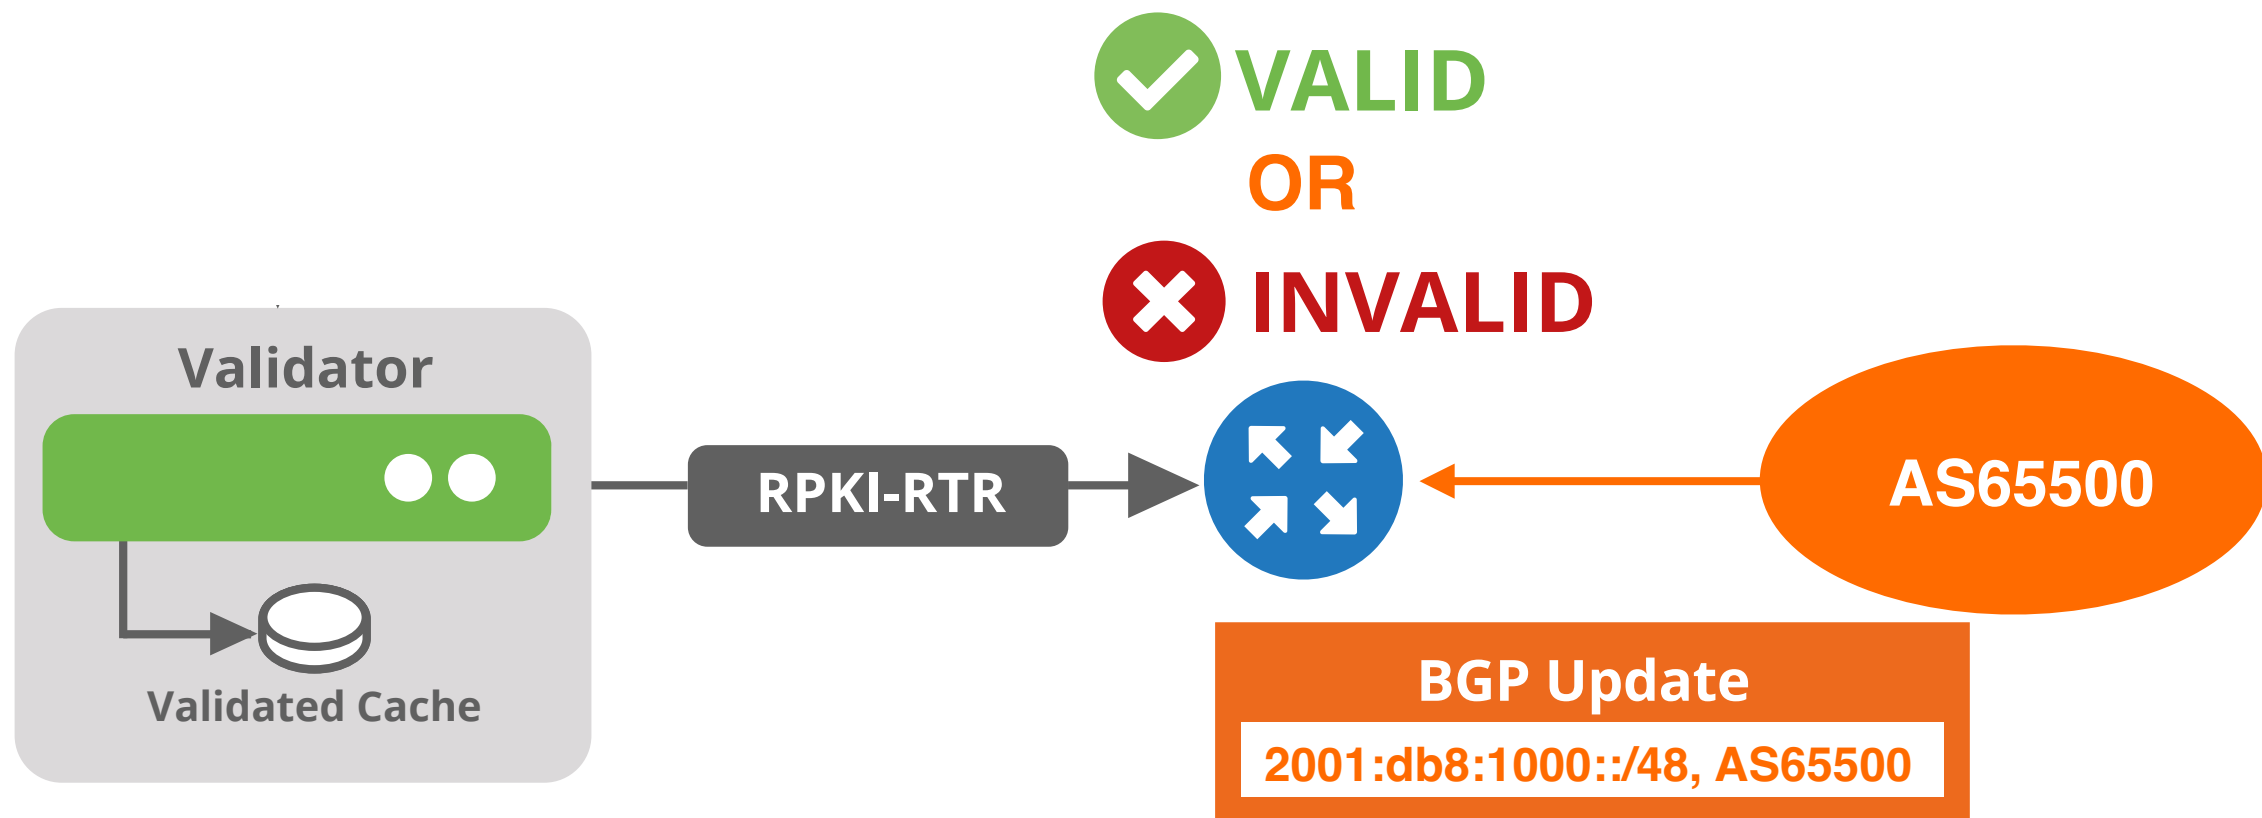 VALID
OR
INVALID
Validator
RPKI-RTR
AS65500
Validated Cache
BGP Update
2001:db8:1000::/48, AS65500